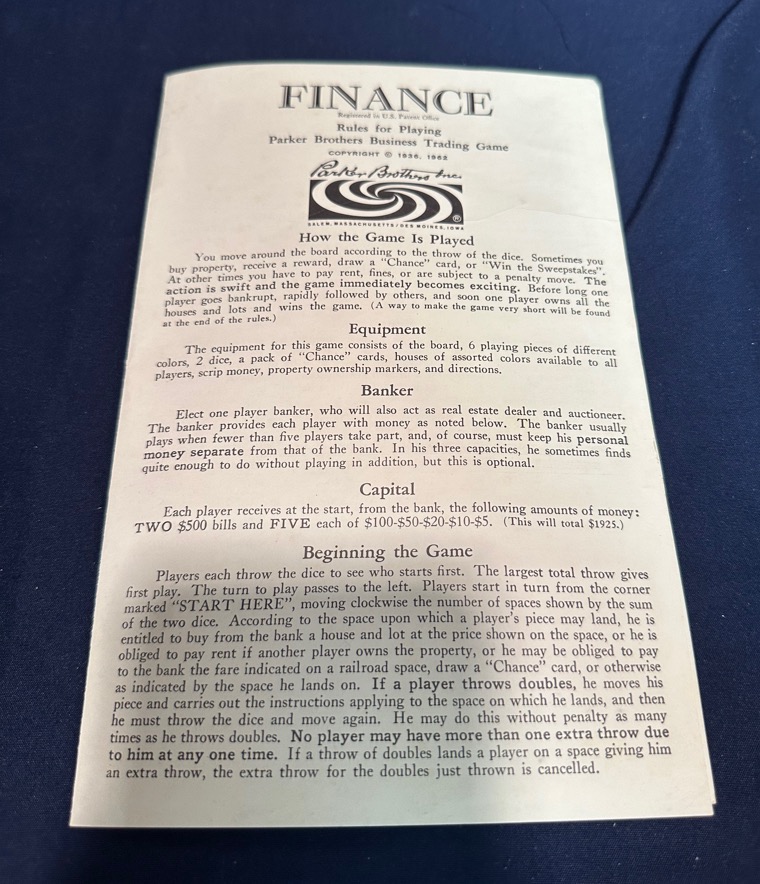 FINANCE
Registered in U.S. Patent Office
Rules for Playing
Parker Brothers Business Trading Game
COPYRIGHT © 1936, 1962
Parker Brothers Inc.
®
SALEM, MASSACHUSETTS / DES MOINES, IOWA
How the Game Is Played
You move around the board according to the throw of the dice. Sometimes you
buy property, receive a reward, draw a "Chance" card, or "Win the Sweepstakes".
At other times you have to pay rent, fines, or are subject to a penalty move. The
action is swift and the game immediately becomes exciting. Before long one
player goes bankrupt, rapidly followed by others, and soon one player owns all the
houses and lots and wins the game. (A way to make the game very short will be found
at the end of the rules.)
Equipment
The equipment for this game consists of the board, 6 playing pieces of different
colors, 2 dice, a pack of "Chance" cards, houses of assorted colors available to all
players, scrip money, property ownership markers, and directions.
Banker
Elect one player banker, who will also act as real estate dealer and auctioneer.
The banker provides each player with money as noted below. The banker usually
plays when fewer than five players take part, and, of course, must keep his personal
money separate from that of the bank. In his three capacities, he sometimes finds
quite enough to do without playing in addition, but this is optional.
Capital
Each player receives at the start, from the bank, the following amounts of money:
TWO $500 bills and FIVE each of $100-$50-$20-$10-$5. (This will total $1925.)
Beginning the Game
Players each throw the dice to see who starts first. The largest total throw gives
first play. The turn to play passes to the left. Players start in turn from the corner
marked "START HERE", moving clockwise the number of spaces shown by the sum
of the two dice. According to the space upon which a player's piece may land, he is
entitled to buy from the bank a house and lot at the price shown on the space, or he is
obliged to pay rent if another player owns the property, or he may be obliged to pay
to the bank the fare indicated on a railroad space, draw a "Chance" card, or otherwise
as indicated by the space he lands on. If a player throws doubles, he moves his
piece and carries out the instructions applying to the space on which he lands, and then
he must throw the dice and move again. He may do this without penalty as many
times as he throws doubles. No player may have more than one extra throw due
to him at any one time. If a throw of doubles lands a player on a space giving him
an extra throw, the extra throw for the doubles just thrown is cancelled.